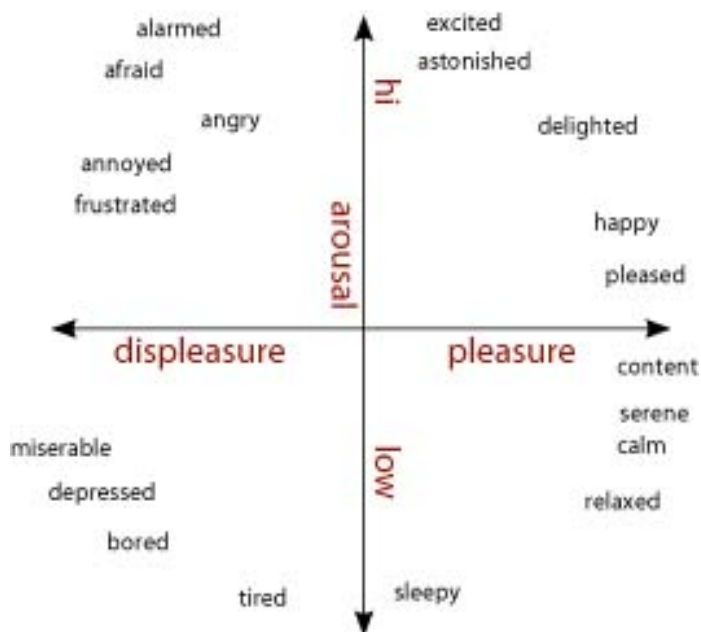 alarmed
excited
afraid
astonished
hi
angry
delighted
annoyed
frustrated
arousal
happy
pleased
displeasure
pleasure
content
serene
miserable
calm
low
depressed
relaxed
bored
tired
sleepy